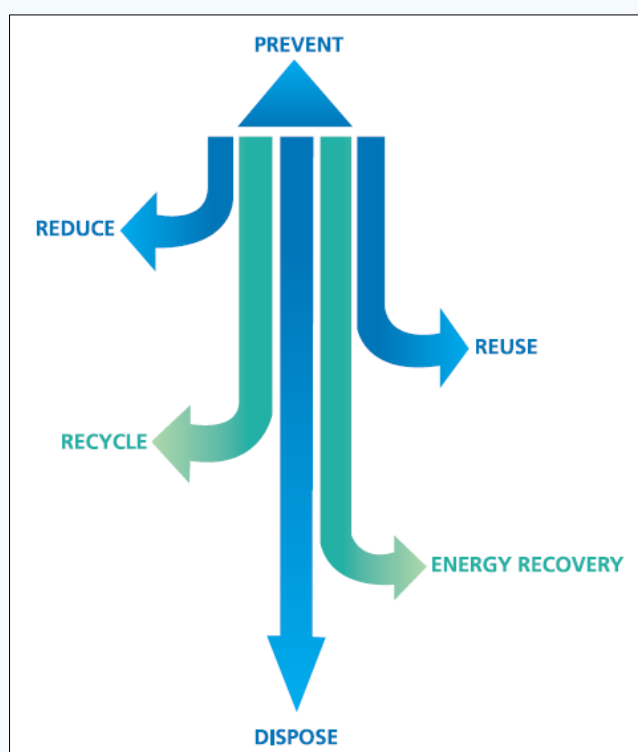 PREVENT
REDUCE
REUSE
RECYCLE
ENERGY RECOVERY
DISPOSE